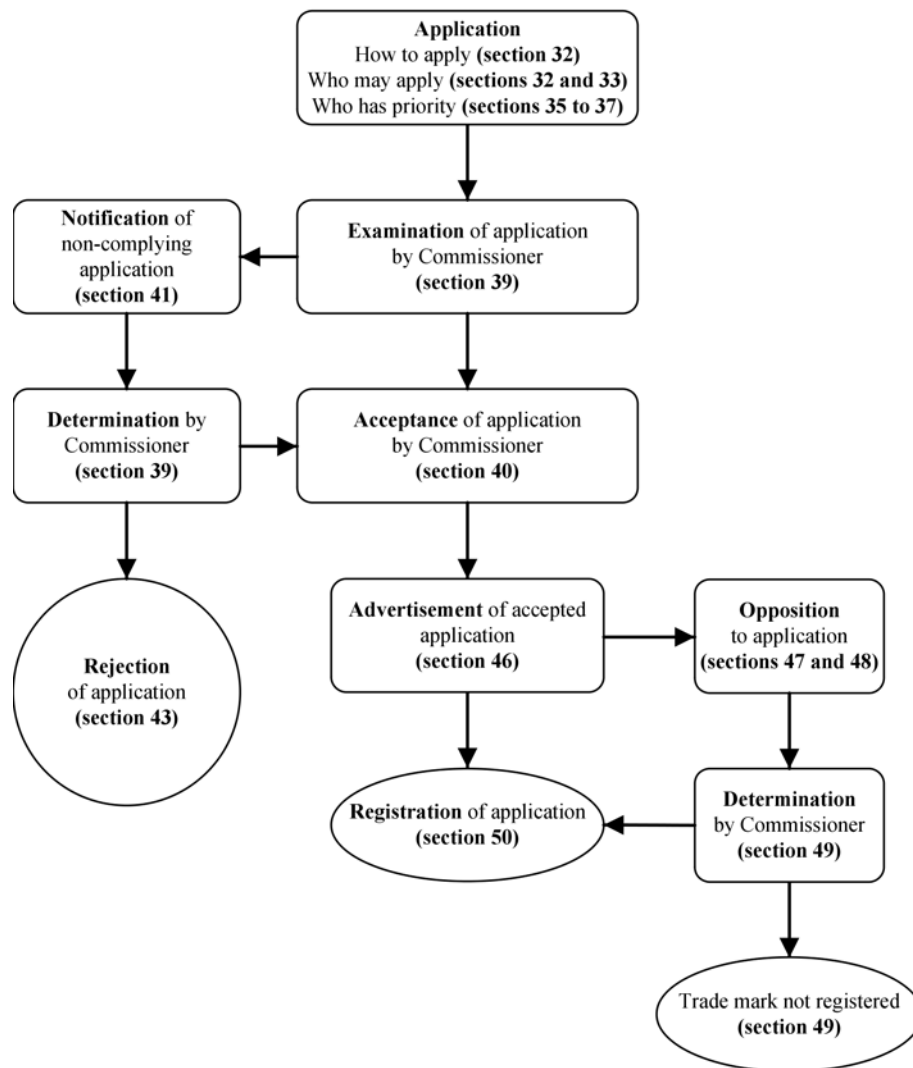 Application
How to apply (section 32)
Who may apply (sections 32 and 33)
Who has priority (sections 35 to 37)
Notification of
non-complying
application
(section 41)
Examination of application
by Commissioner
(section 39)
Determination by
Commissioner
(section 39)
Acceptance of application
by Commissioner
(section 40)
Rejection
of application
(section 43)
Advertisement of accepted
application
(section 46)
Opposition
to application
(sections 47 and 48)
Registration of application
(section 50)
Determination
by Commissioner
(section 49)
Trade mark not registered
(section 49)